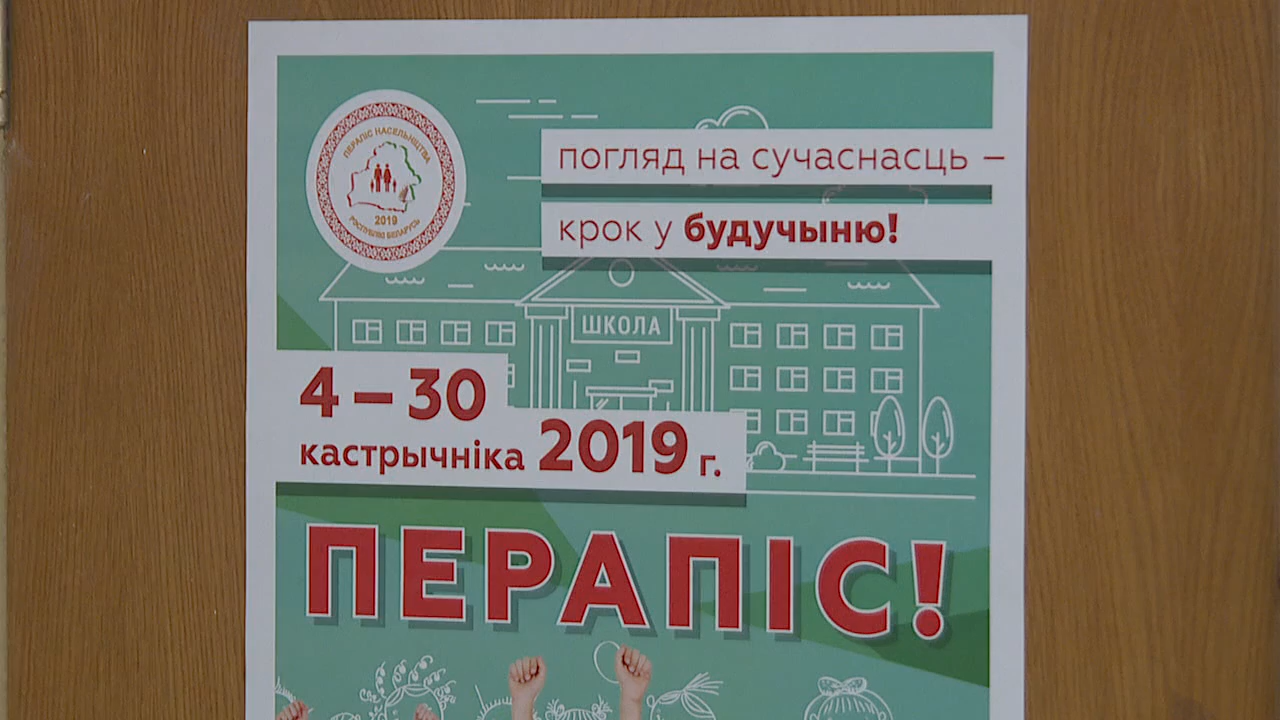 ПЕРАПІС НАСЕЛЬНІЦТВА
2019
РЭСПУБЛІКІ БЕЛАРУСЬ
погляд на сучаснасць –
крок у будучыню!
ШКОЛА
4 – 30
кастрычніка 2019 г.
ПЕРАПІС!